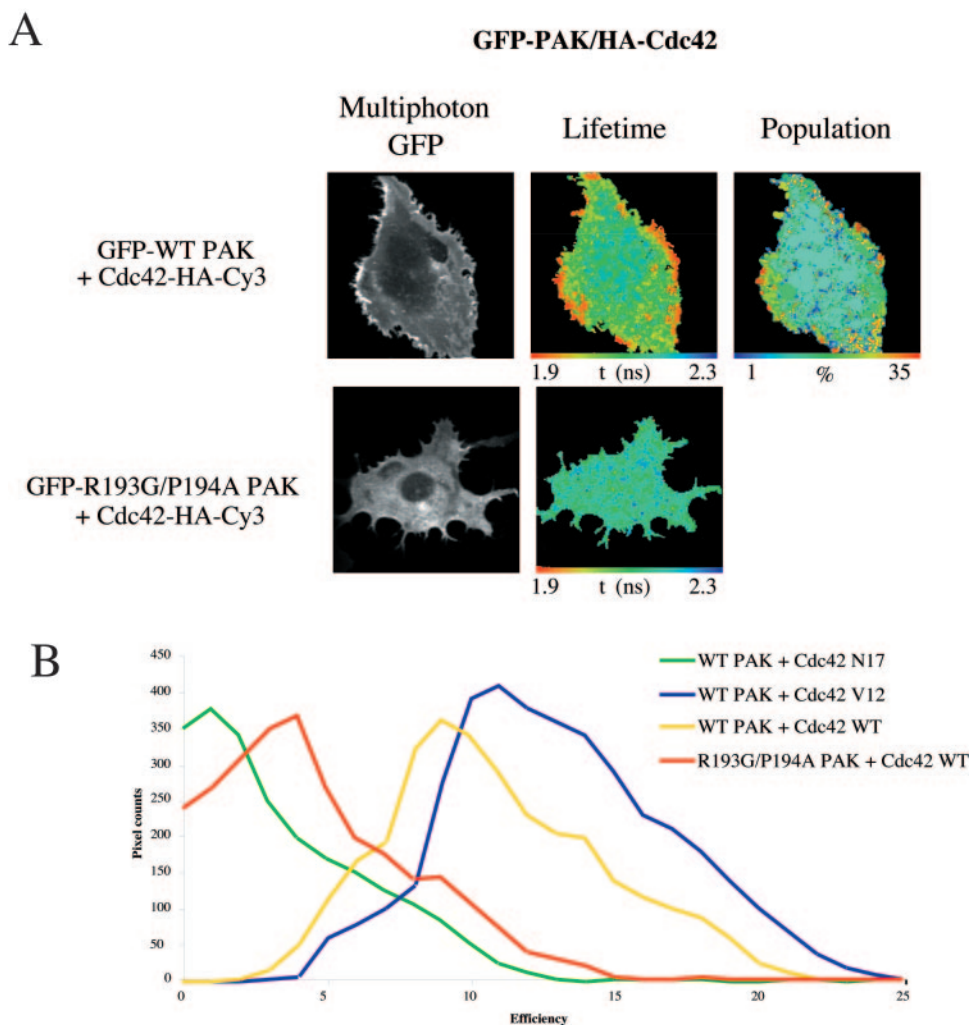 A
GFP-PAK/HA-Cdc42
Multiphoton
GFP
Lifetime
Population
GFP-WT PAK
+ Cdc42-HA-Cy3
1.9 t (ns) 2.3
1 % 35
GFP-R193G/P194A PAK
+ Cdc42-HA-Cy3
1.9 t (ns) 2.3
B
450
400
350
300
250
200
150
100
50
0
Pixel counts
0 5 10 15 20 25
Efficiency
WT PAK + Cdc42 N17
WT PAK + Cdc42 V12
WT PAK + Cdc42 WT
R193G/P194A PAK + Cdc42 WT